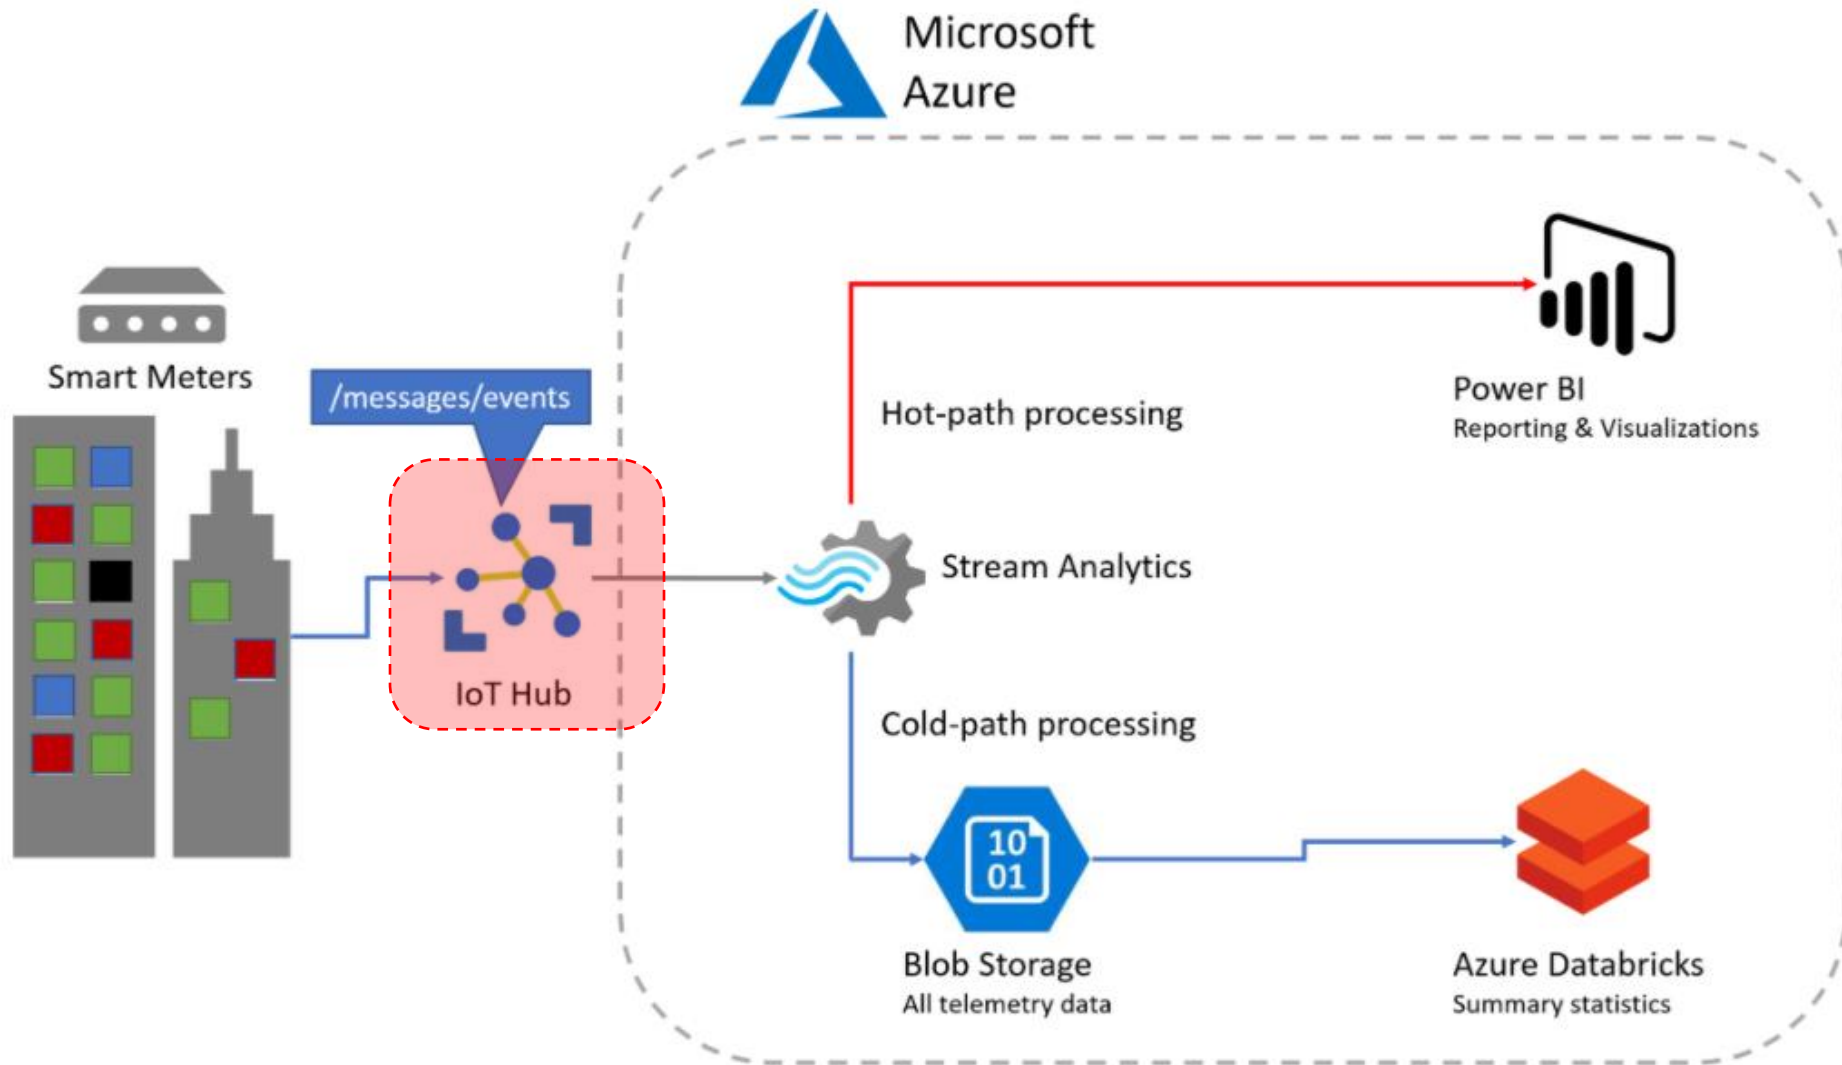 Microsoft
Azure
Smart Meters
/messages/events
IoT Hub
Hot-path processing
Power BI
Reporting & Visualizations
Stream Analytics
Cold-path processing
10
01
Blob Storage
All telemetry data
Azure Databricks
Summary statistics